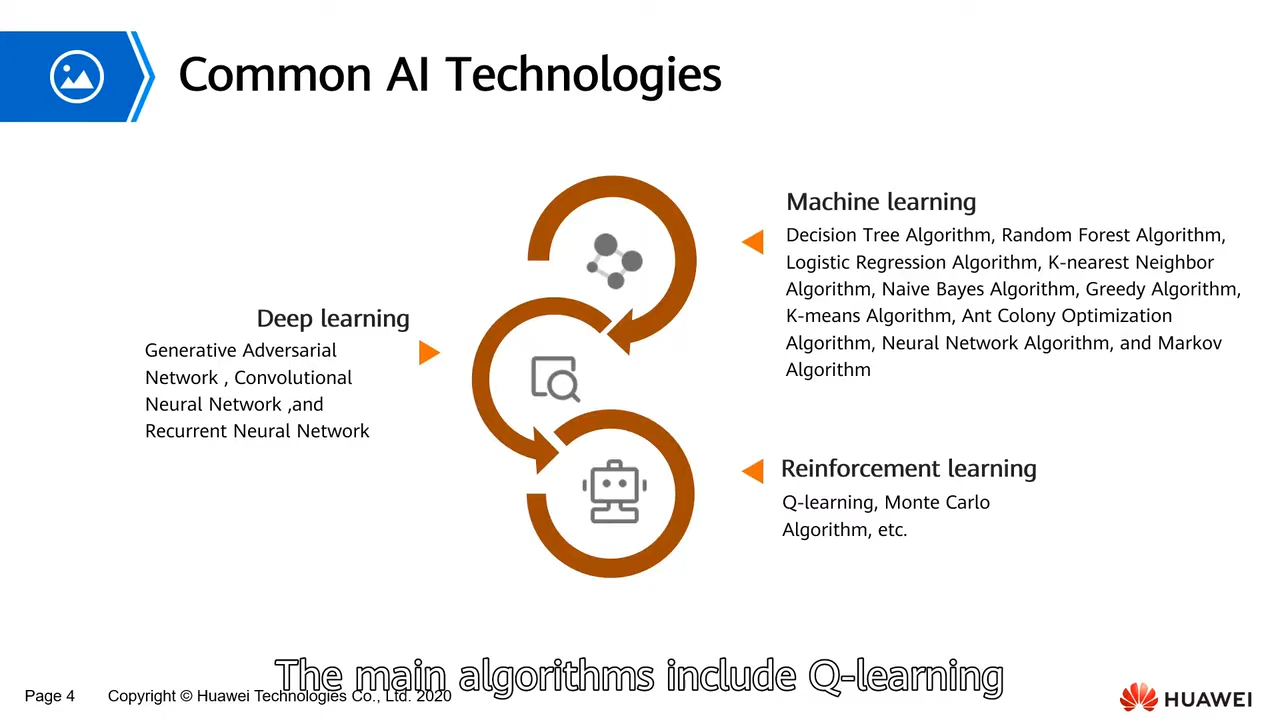 Common AI Technologies
Machine learning
Decision Tree Algorithm, Random Forest Algorithm,
Logistic Regression Algorithm, K-nearest Neighbor
Algorithm, Naive Bayes Algorithm, Greedy Algorithm,
K-means Algorithm, Ant Colony Optimization
Algorithm, Neural Network Algorithm, and Markov
Algorithm
Deep learning
Generative Adversarial
Network , Convolutional
Neural Network ,and
Recurrent Neural Network
Reinforcement learning
Q-learning, Monte Carlo
Algorithm, etc.
The main algorithms include Q-learning
Page 4 Copyright © Huawei Technologies Co., Ltd. 2020
HUAWEI